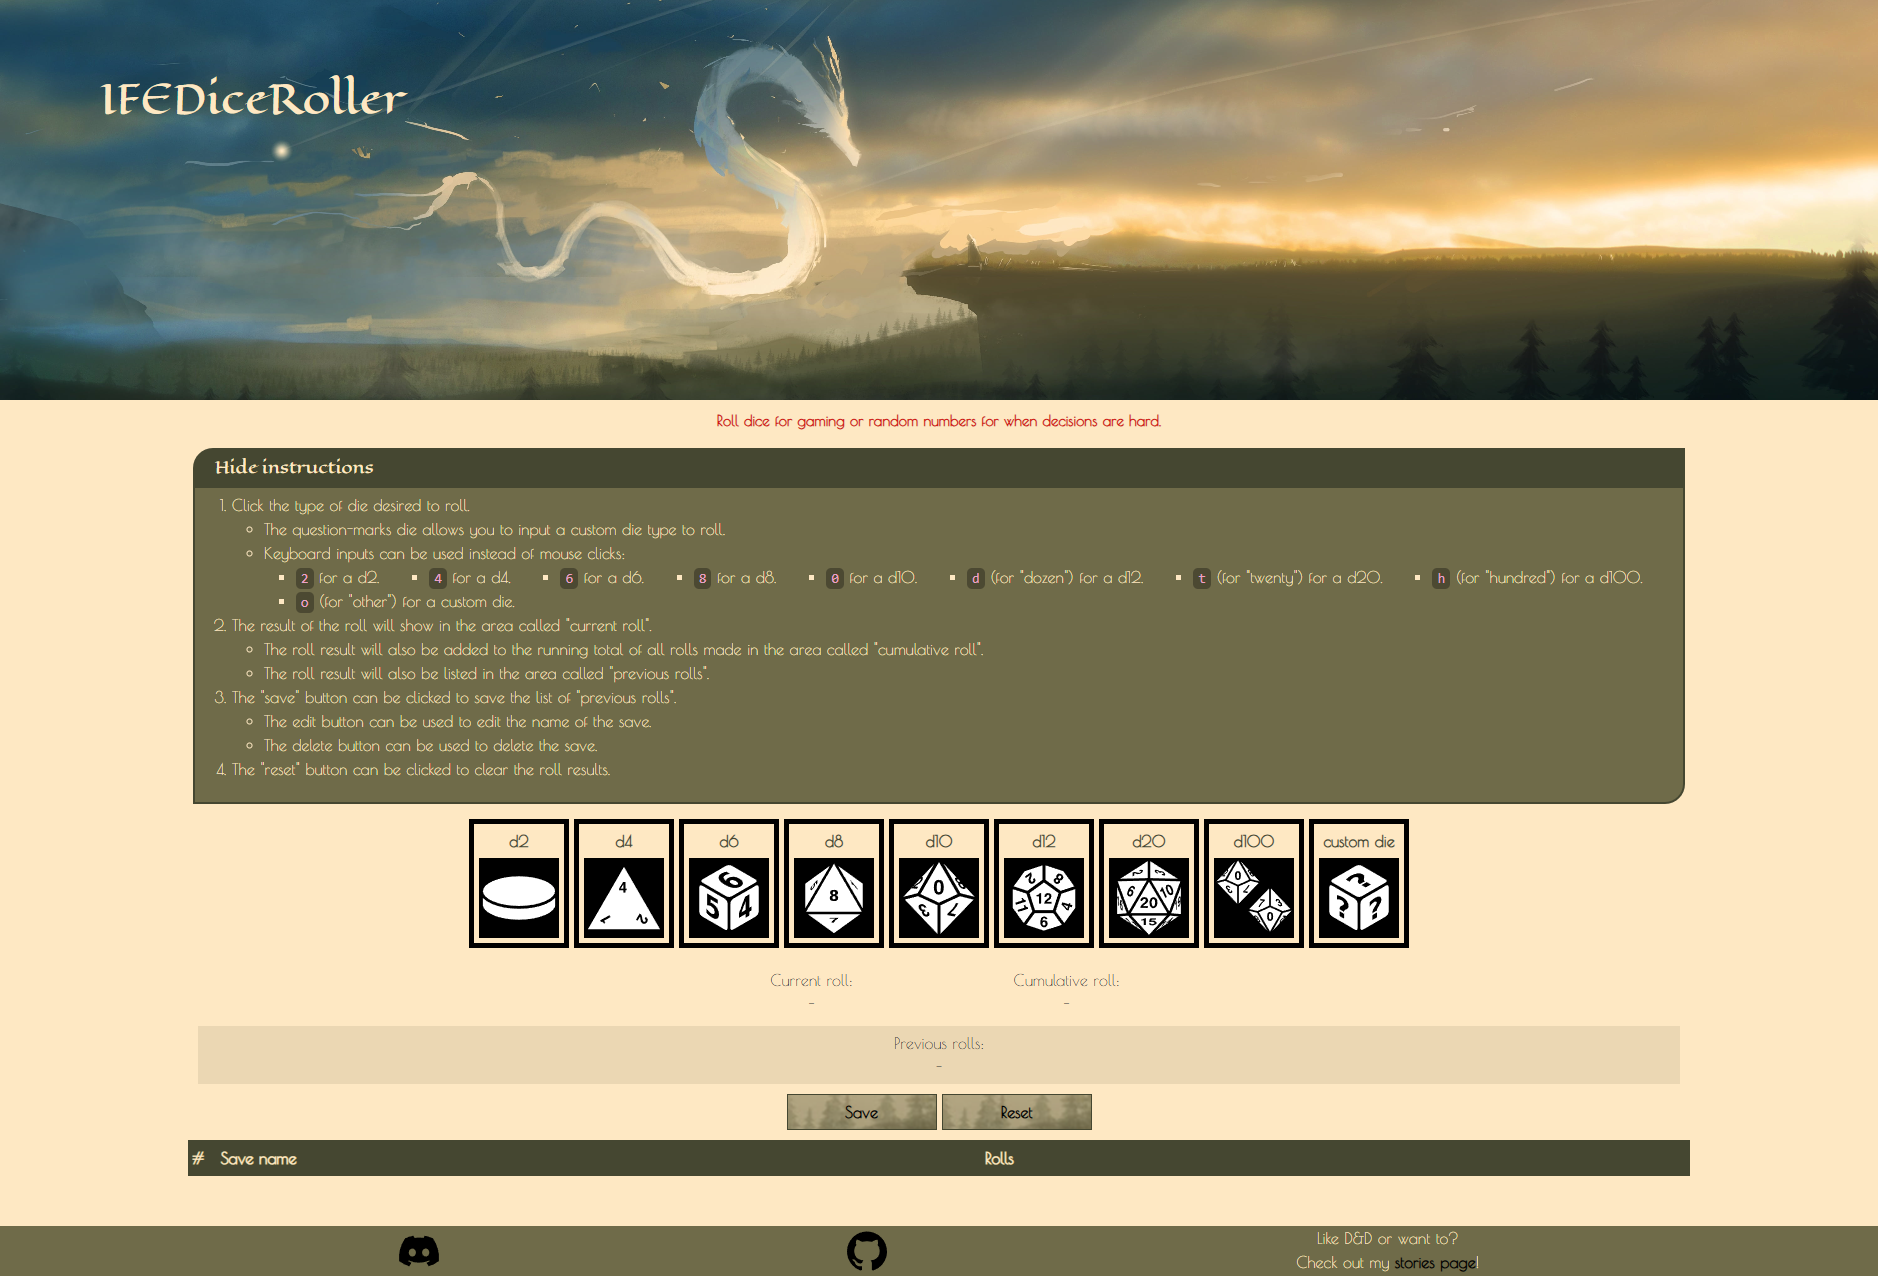 IFEDiceRoller
Roll dice for gaming or random numbers for when decisions are hard.
Hide instructions
1. Click the type of die desired to roll.
The question-marks die allows you to input a custom die type to roll.
Keyboard inputs can be used instead of mouse clicks:
2 for a d2. 4 for a d4. 6 for a d6. 8 for a d8. 0 for a d10. d (for "dozen") for a d12. t (for "twenty") for a d20. h (for "hundred") for a d100.
o (for "other") for a custom die.
2. The result of the roll will show in the area called "current roll".
The roll result will also be added to the running total of all rolls made in the area called "cumulative roll".
The roll result will also be listed in the area called "previous rolls".
3. The "save" button can be clicked to save the list of "previous rolls".
The edit button can be used to edit the name of the save.
The delete button can be used to delete the save.
4. The "reset" button can be clicked to clear the roll results.
d2 d4 d6 d8 d10 d12 d20 d100 custom die
Current roll: Cumulative roll:
- -
Previous rolls:
-
Save Reset
# Save name Rolls
Like D&D or want to?
Check out my stories page!